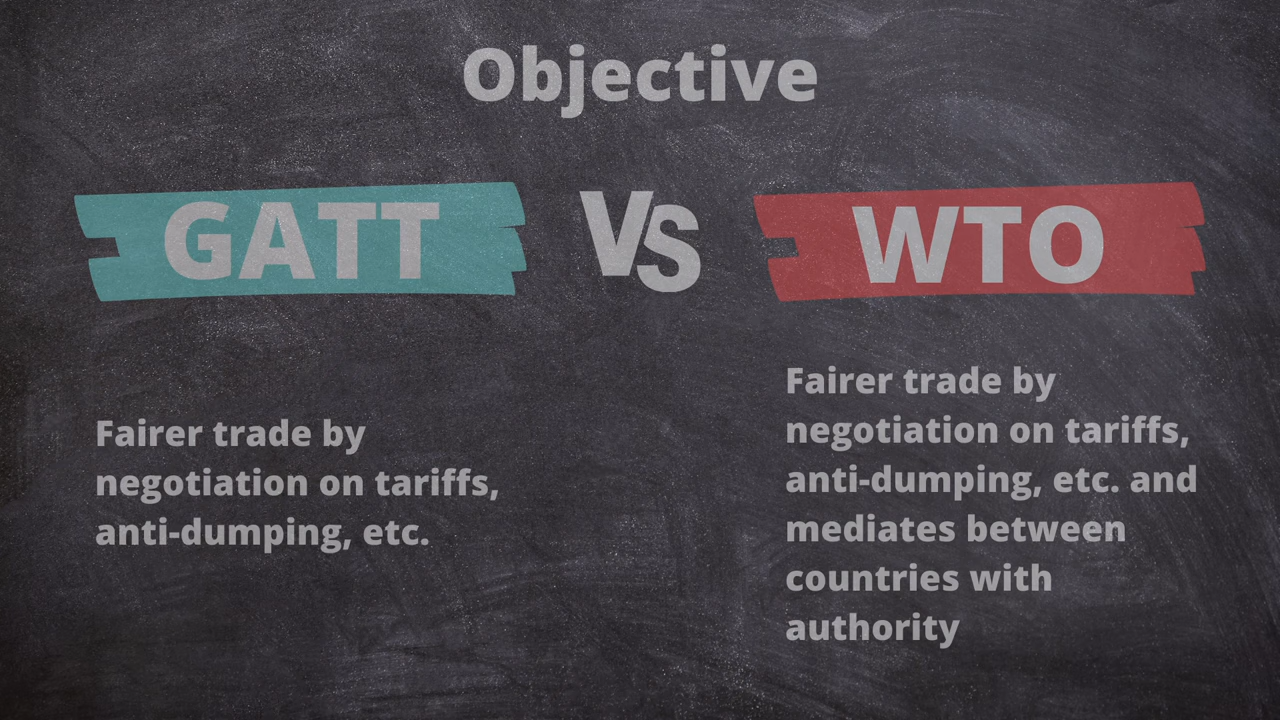 Objective
GATT
VS
WTO
Fairer trade by
negotiation on tariffs,
anti-dumping, etc.
Fairer trade by
negotiation on tariffs,
anti-dumping, etc. and
mediates between
countries with
authority